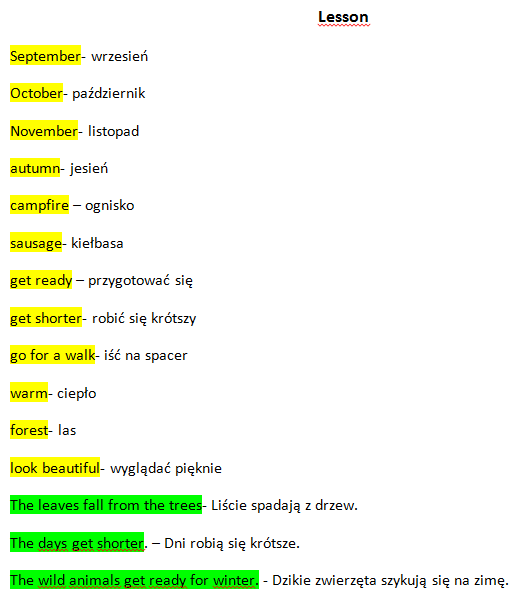 Lesson
September- wrzesień
October- październik
November- listopad
autumn- jesień
campfire – ognisko
sausage- kiełbasa
get ready – przygotować się
get shorter- robić się krótszy
go for a walk- iść na spacer
warm- ciepło
forest- las
look beautiful- wyglądać pięknie
The leaves fall from the trees- Liście spadają z drzew.
The days get shorter. – Dni robią się krótsze.
The wild animals get ready for winter. - Dzikie zwierzęta szykują się na zimę.